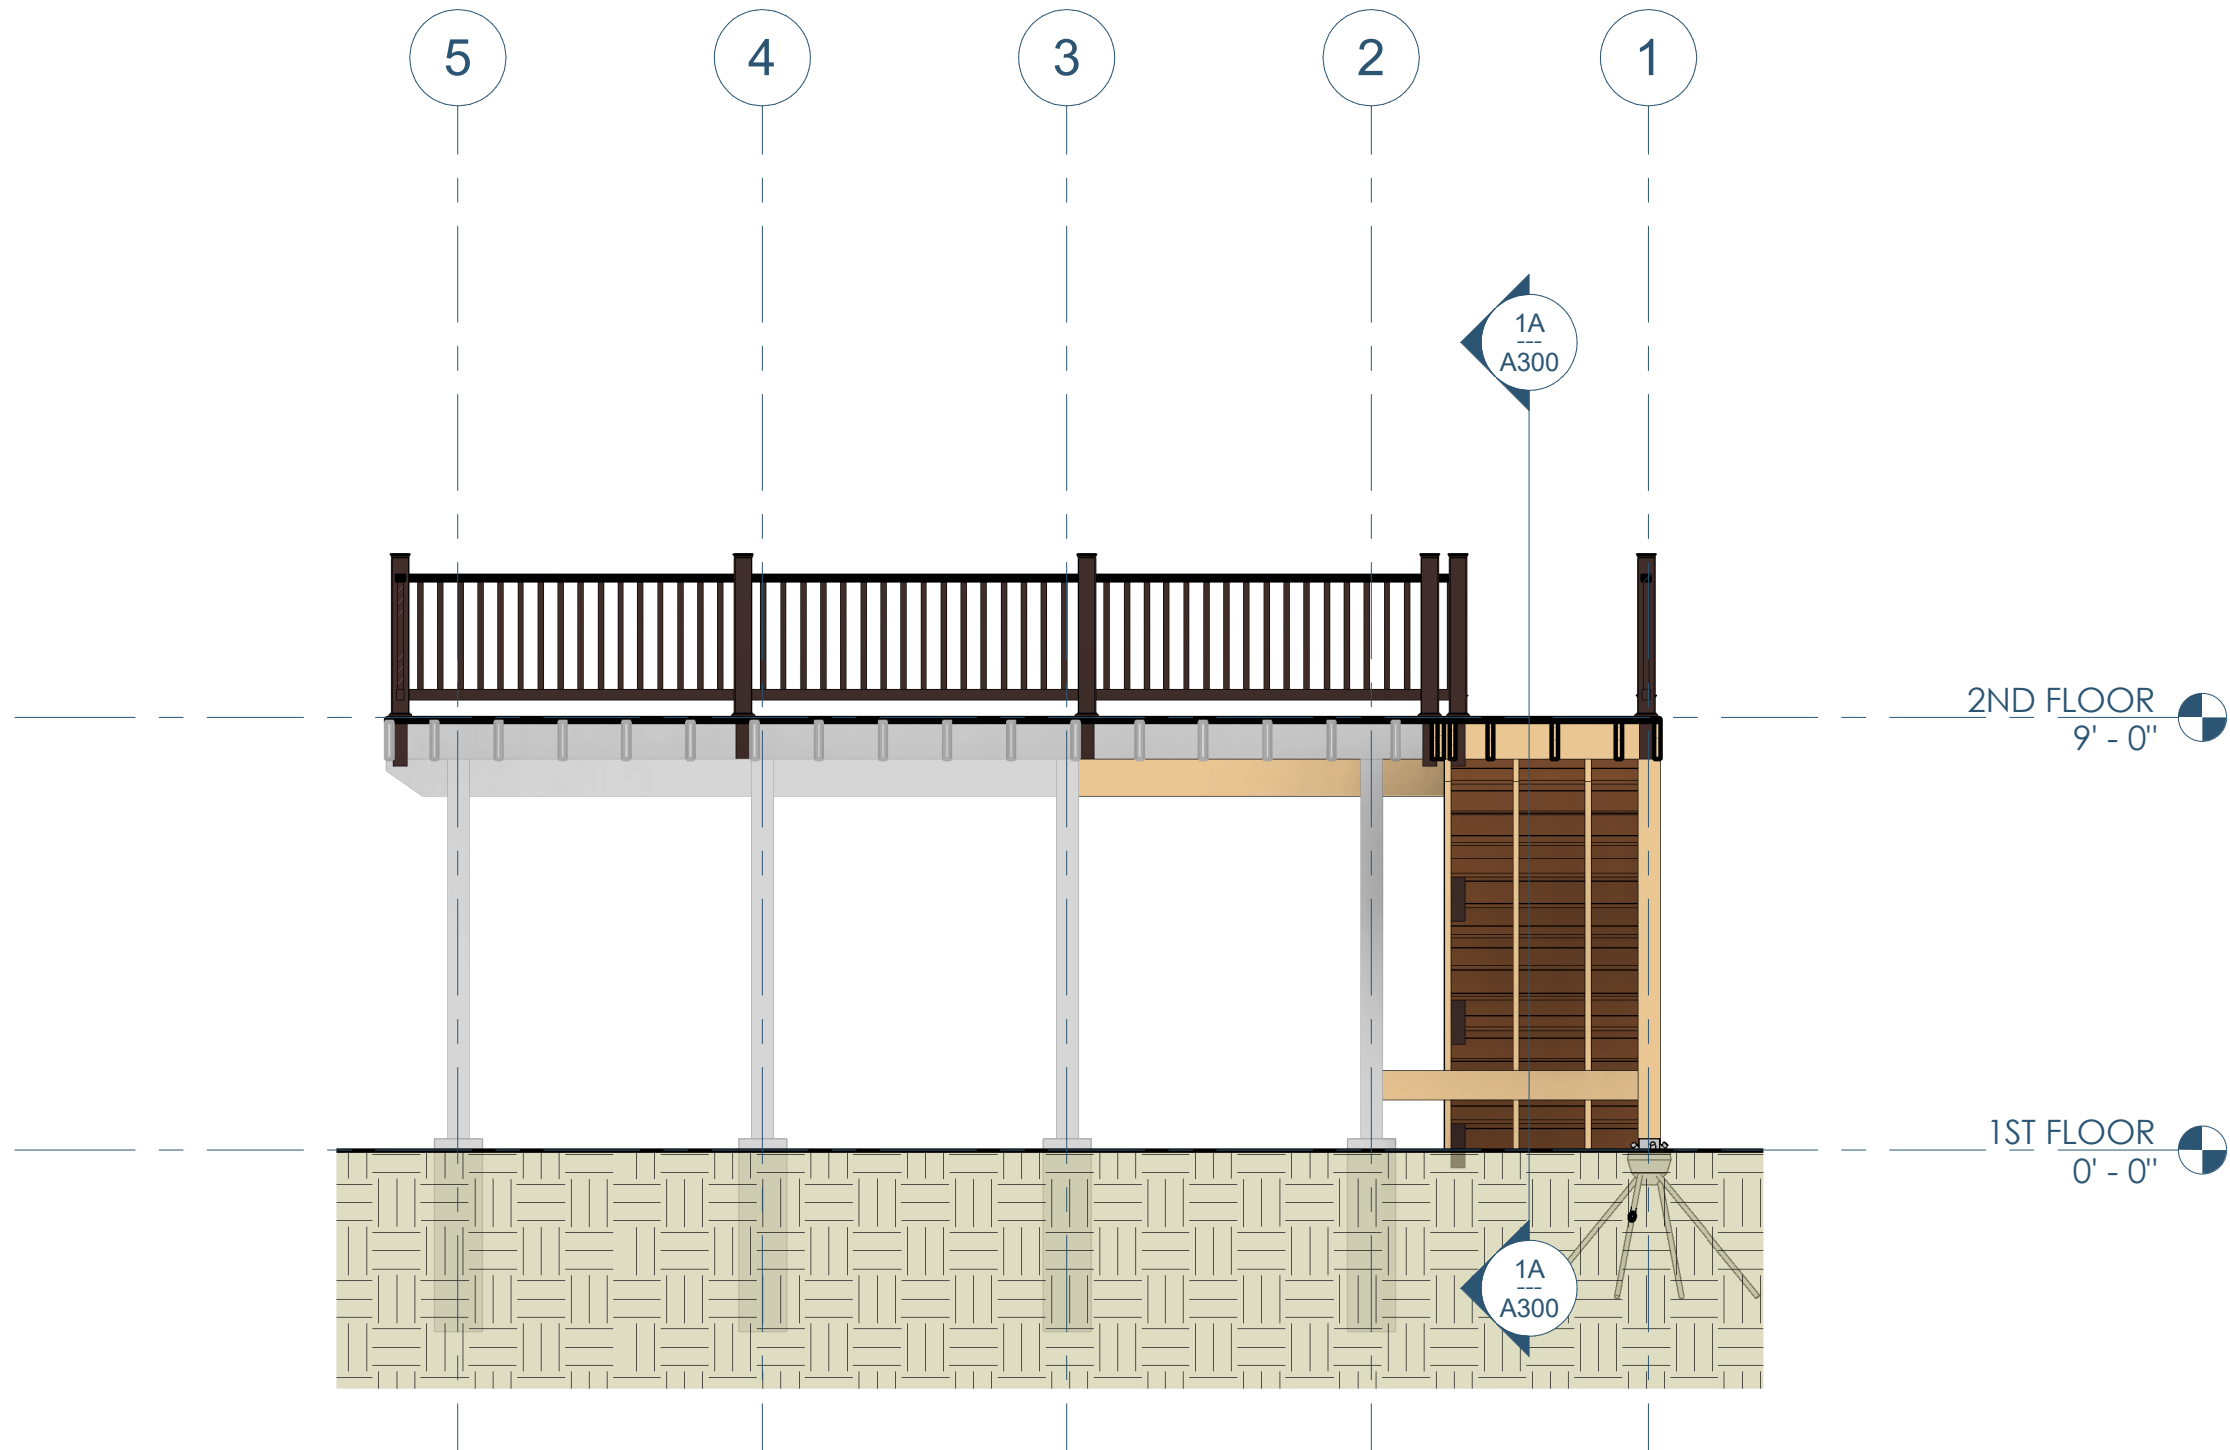 5 4 3 2 1
1A
---
A300
2ND FLOOR
9' - 0"
1ST FLOOR
0' - 0"
1A
---
A300